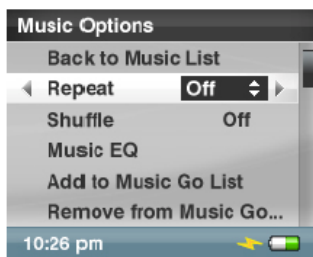 Music Options
Back to Music List
Repeat Off
Shuffle Off
Music EQ
Add to Music Go List
Remove from Music Go...
10:26 pm